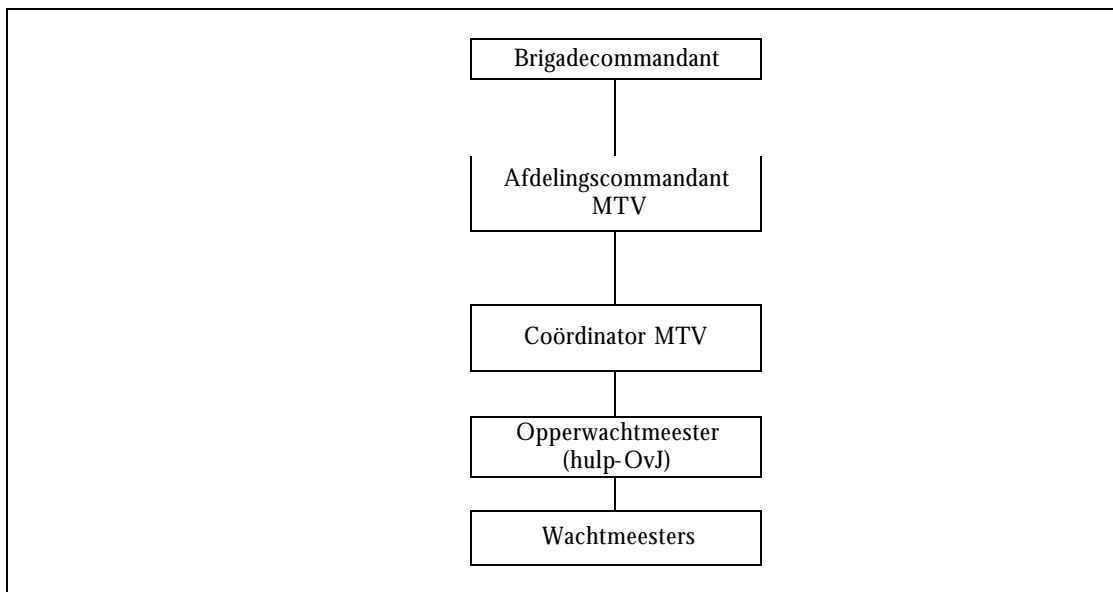 Brigadecommandant
Afdelingscommandant
MTV
Coördinator MTV
Opperwachtmeester
(hulp-OvJ)
Wachtmeesters